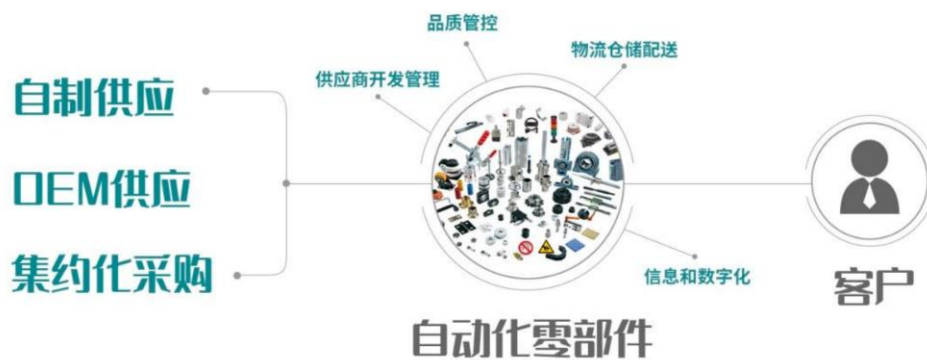 品质管控
物流仓储配送
供应商开发管理
自制供应
OEM供应
集约化采购
信息和数字化
客户
自动化零部件